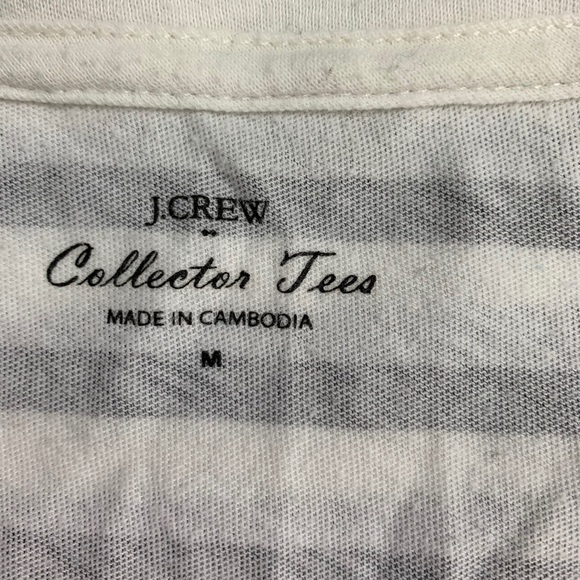 J.CREW
Collector Tees
MADE IN CAMBODIA
M